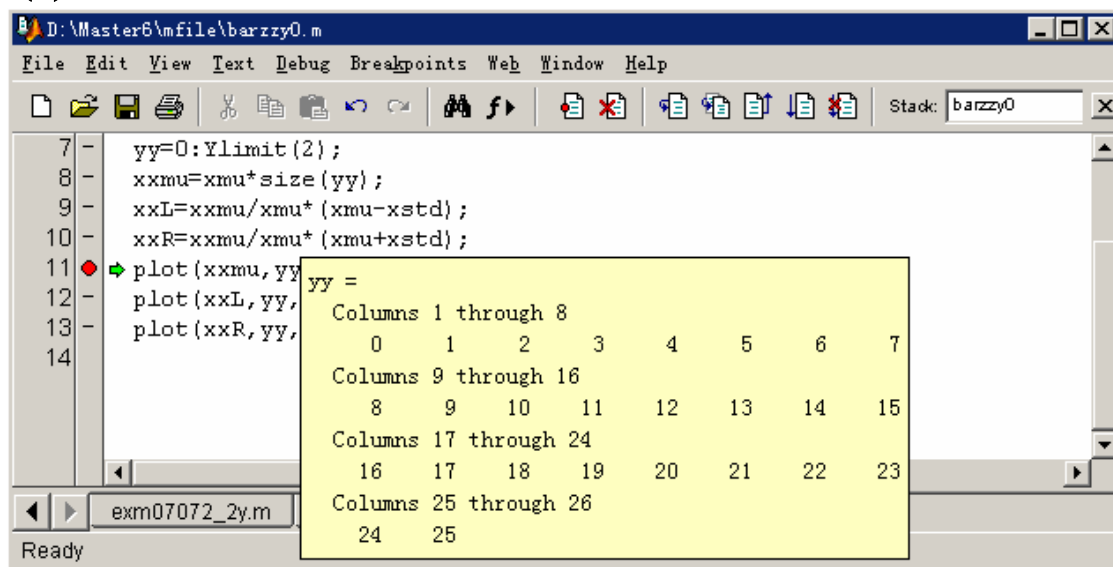 D:\Master6\mfile\barzzy0.m
File Edit View Text Debug Breakpoints Web Window Help
Stack: barzzy0
7 - yy=0:Ylimit(2);
8 - xxmu=xmu*size(yy);
9 - xxL=xxmu/xmu*(xmu-xstd);
10 - xxR=xxmu/xmu*(xmu+xstd);
11 plot(xxmu,yy
12 - plot(xxL,yy,
13 - plot(xxR,yy,
14
yy =
Columns 1 through 8
0 1 2 3 4 5 6 7
Columns 9 through 16
8 9 10 11 12 13 14 15
Columns 17 through 24
16 17 18 19 20 21 22 23
Columns 25 through 26
24 25
exm07072_2y.m
Ready